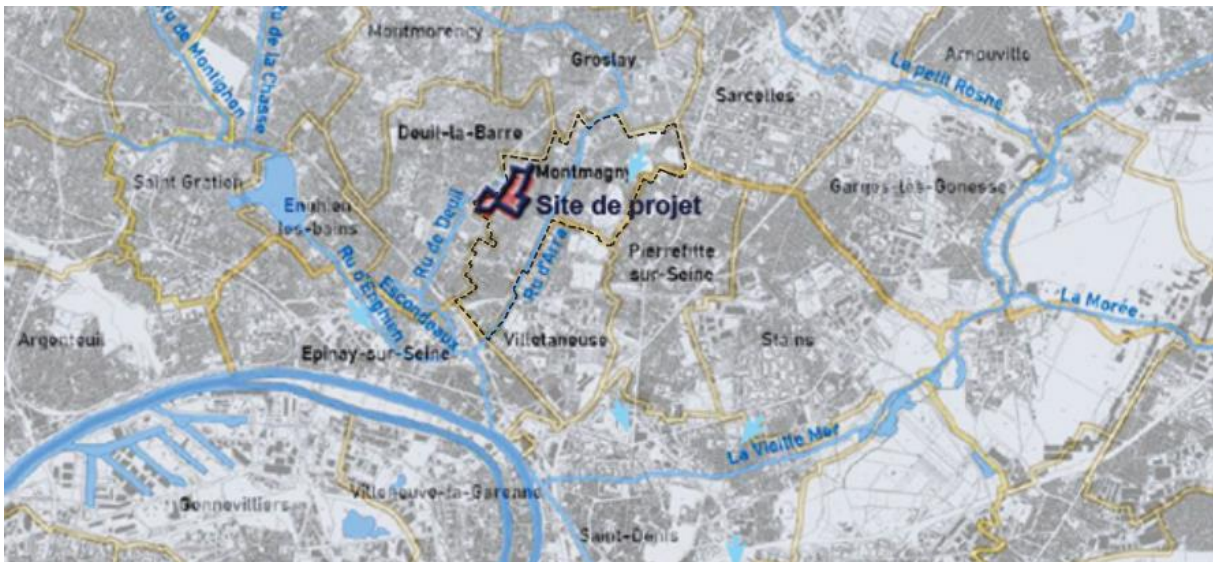 Montmorency
Groslay
Arnouville
Ru de Montighen
Ru de la Chasse
Le petit Rosne
Sarcelles
Deuil-la-Barre
Montmagny
Saint Gratien
Garges-lès-Gonesse
Site de projet
Enghien
les-bains
Ru de Deuil
Pierrefitte
sur-Seine
Ru d'Arra
Ru d'Enghien
Escondeaux
La Morée
Argenteuil
Epinay-sur-Seine
Villetaneuse
Stains
La Vieille Mer
Villeneuve-la-Garenne
Gennevilliers
Saint-Denis